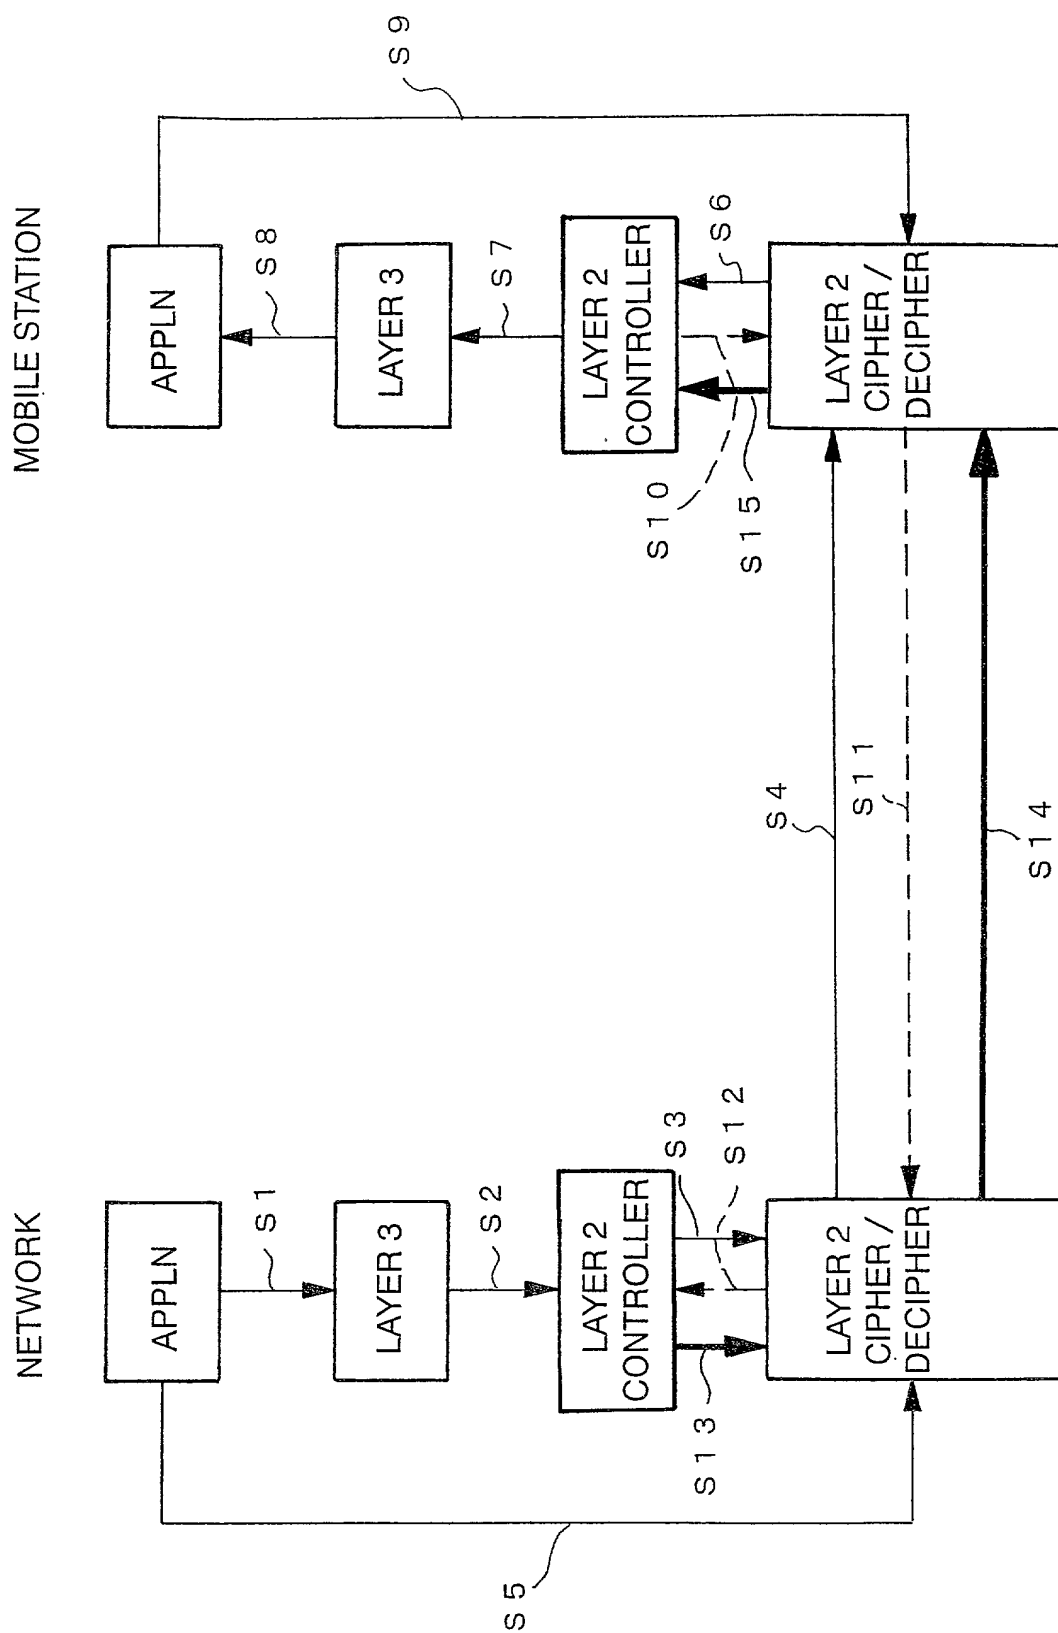 NETWORK
MOBILE STATION
APPLN
S1
LAYER 3
S2
LAYER 2
CONTROLLER
S3
S12
S13
LAYER 2
CIPHER /
DECIPHER
S5
S4
S11
S14
APPLN
S8
LAYER 3
S7
LAYER 2
CONTROLLER
S6
S10
S15
LAYER 2
CIPHER /
DECIPHER
S9